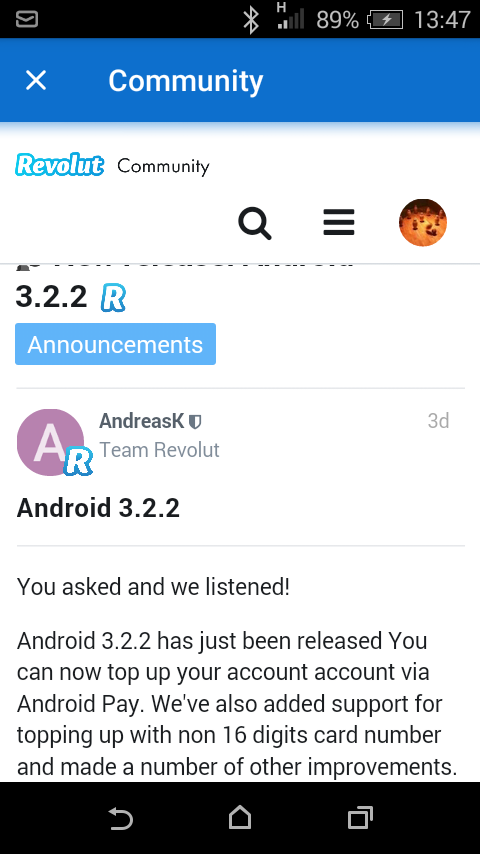 H
89%
13:47
Community
Revolut Community
3.2.2 R
Announcements
A R
AndreasK
3d
Team Revolut
Android 3.2.2
You asked and we listened!
Android 3.2.2 has just been released You
can now top up your account account via
Android Pay. We've also added support for
topping up with non 16 digits card number
and made a number of other improvements.